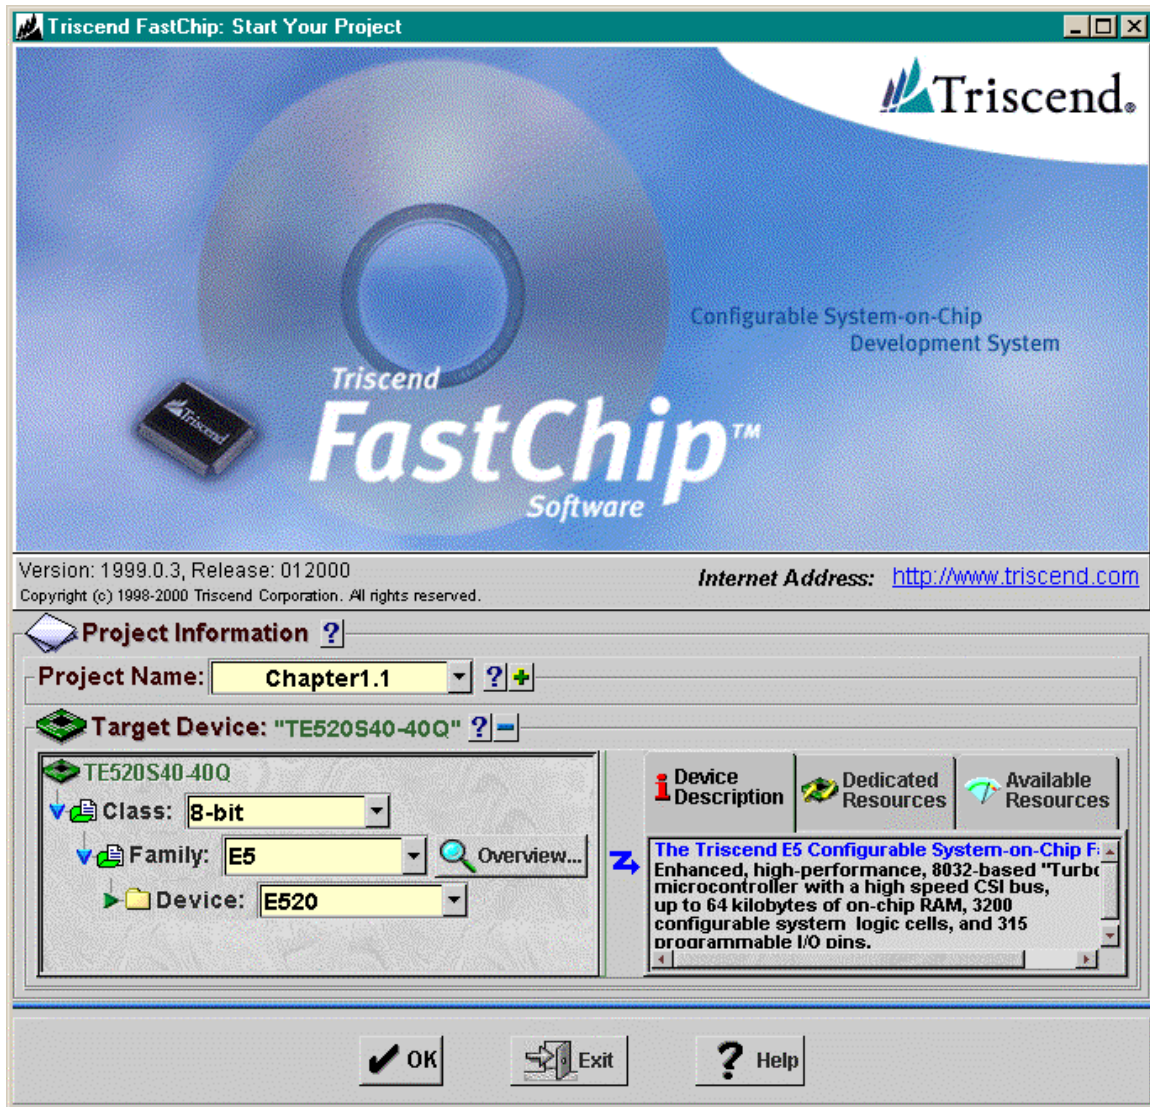 Triscend FastChip: Start Your Project
Triscend®
Configurable System-on-Chip
Development System
Triscend
Triscend
FastChip™
Software
Version: 1999.0.3, Release: 012000
Internet Address: http://www.triscend.com
Copyright (c) 1998-2000 Triscend Corporation. All rights reserved.
Project Information ?
Project Name: Chapter1.1 ?
Target Device: "TE520S40-40Q" ?
TE520S40-40Q
Class: 8-bit
Family: E5 Overview...
Device: E520
Device Description
Dedicated Resources
Available Resources
The Triscend E5 Configurable System-on-Chip
Enhanced, high-performance, 8032-based "Turbo
microcontroller with a high speed CSI bus,
up to 64 kilobytes of on-chip RAM, 3200
configurable system logic cells, and 315
programmable I/O pins.
OK Exit ? Help